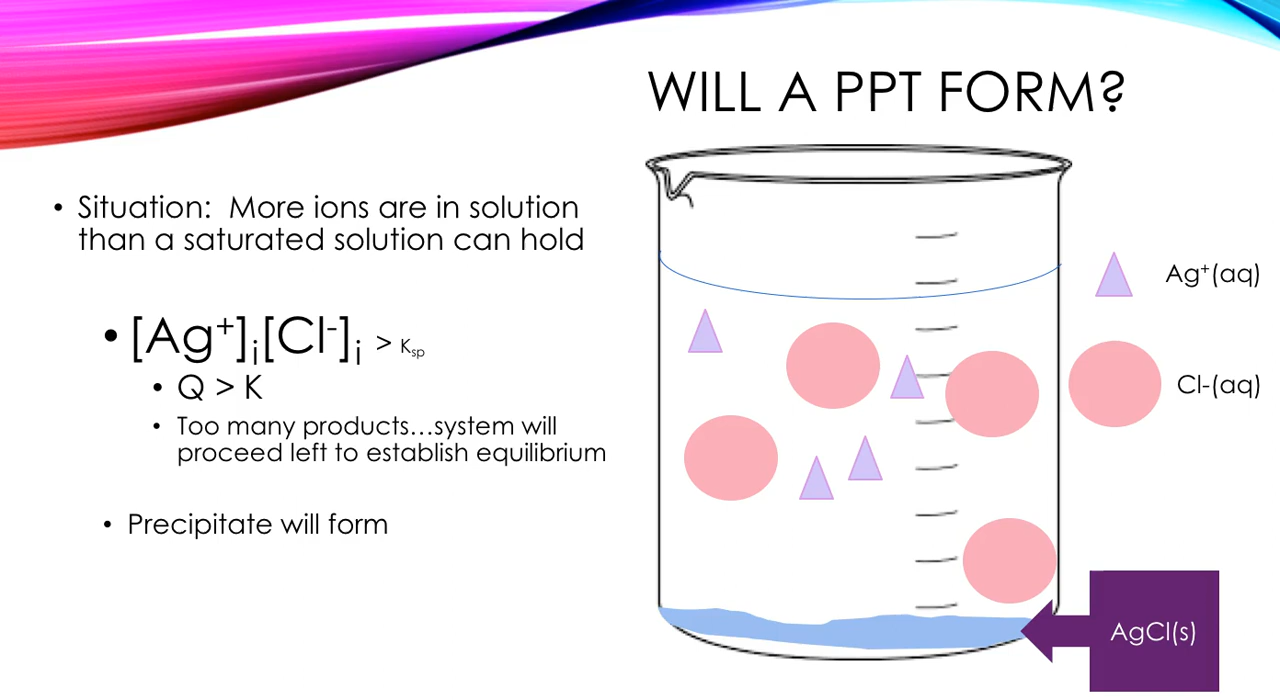 WILL A PPT FORM?
• Situation:  More ions are in solution
than a saturated solution can hold
• [Ag⁺]ᵢ[Cl⁻]ᵢ > Kₛₚ
• Q > K
• Too many products…system will
proceed left to establish equilibrium
• Precipitate will form
Ag⁺(aq)
Cl-(aq)
AgCl(s)